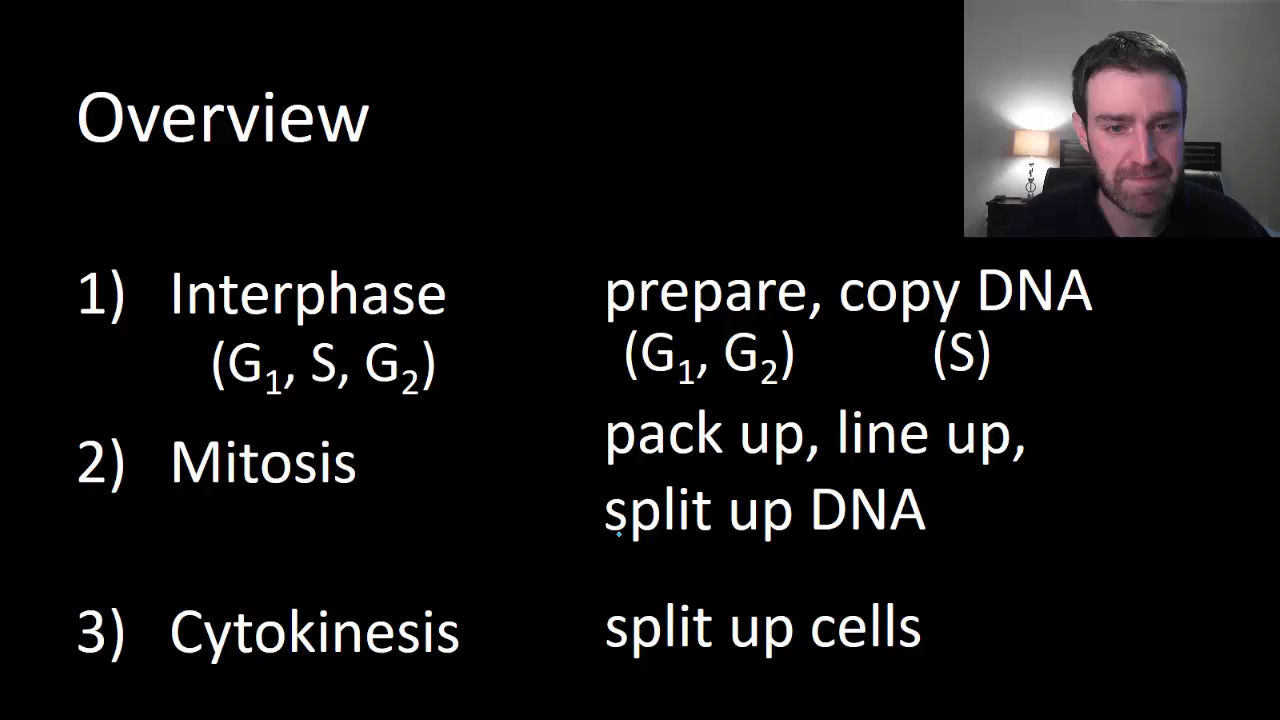 Overview
1) Interphase prepare, copy DNA
(G₁, S, G₂) (G₁, G₂) (S)
2) Mitosis pack up, line up,
split up DNA
3) Cytokinesis split up cells